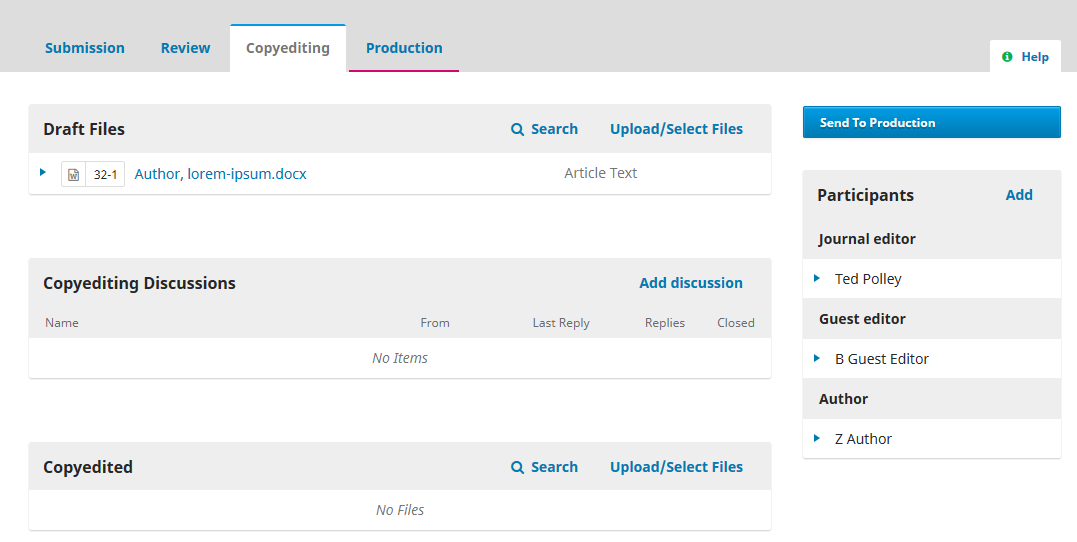 Submission Review Copyediting Production
Help
Draft Files Search Upload/Select Files
32-1 Author, lorem-ipsum.docx Article Text
Copyediting Discussions Add discussion
Name From Last Reply Replies Closed
No Items
Copyedited Search Upload/Select Files
No Files
Send To Production
Participants Add
Journal editor
Ted Polley
Guest editor
B Guest Editor
Author
Z Author